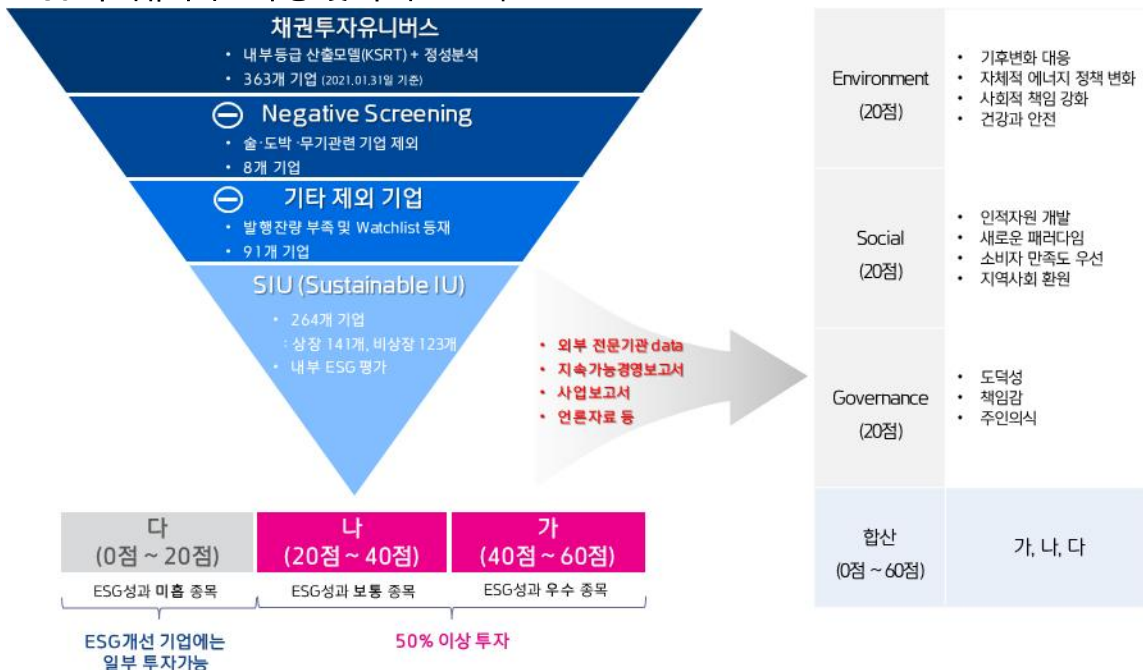 채권투자유니버스
• 내부등급 산출모델(KSRT) + 정성분석
• 363개 기업 (2021.01.31일 기준)
Negative Screening
• 술·도박·무기관련 기업 제외
• 8개 기업
기타 제외 기업
• 발행잔량 부족 및 Watchlist 등재
• 91개 기업
SIU (Sustainable IU)
• 264개 기업
: 상장 141개, 비상장 123개
• 내부 ESG 평가
• 외부 전문기관 data
• 지속가능경영보고서
• 사업보고서
• 언론자료 등
Environment
(20점)
• 기후변화 대응
• 자체적 에너지 정책 변화
• 사회적 책임 강화
• 건강과 안전
Social
(20점)
• 인적자원 개발
• 새로운 패러다임
• 소비자 만족도 우선
• 지역사회 환원
Governance
(20점)
• 도덕성
• 책임감
• 주인의식
합산
(0점 ~ 60점)
가, 나, 다
다
(0점 ~ 20점)
나
(20점 ~ 40점)
가
(40점 ~ 60점)
ESG성과 미흡 종목
ESG성과 보통 종목
ESG성과 우수 종목
ESG개선 기업에는
일부 투자가능
50% 이상 투자